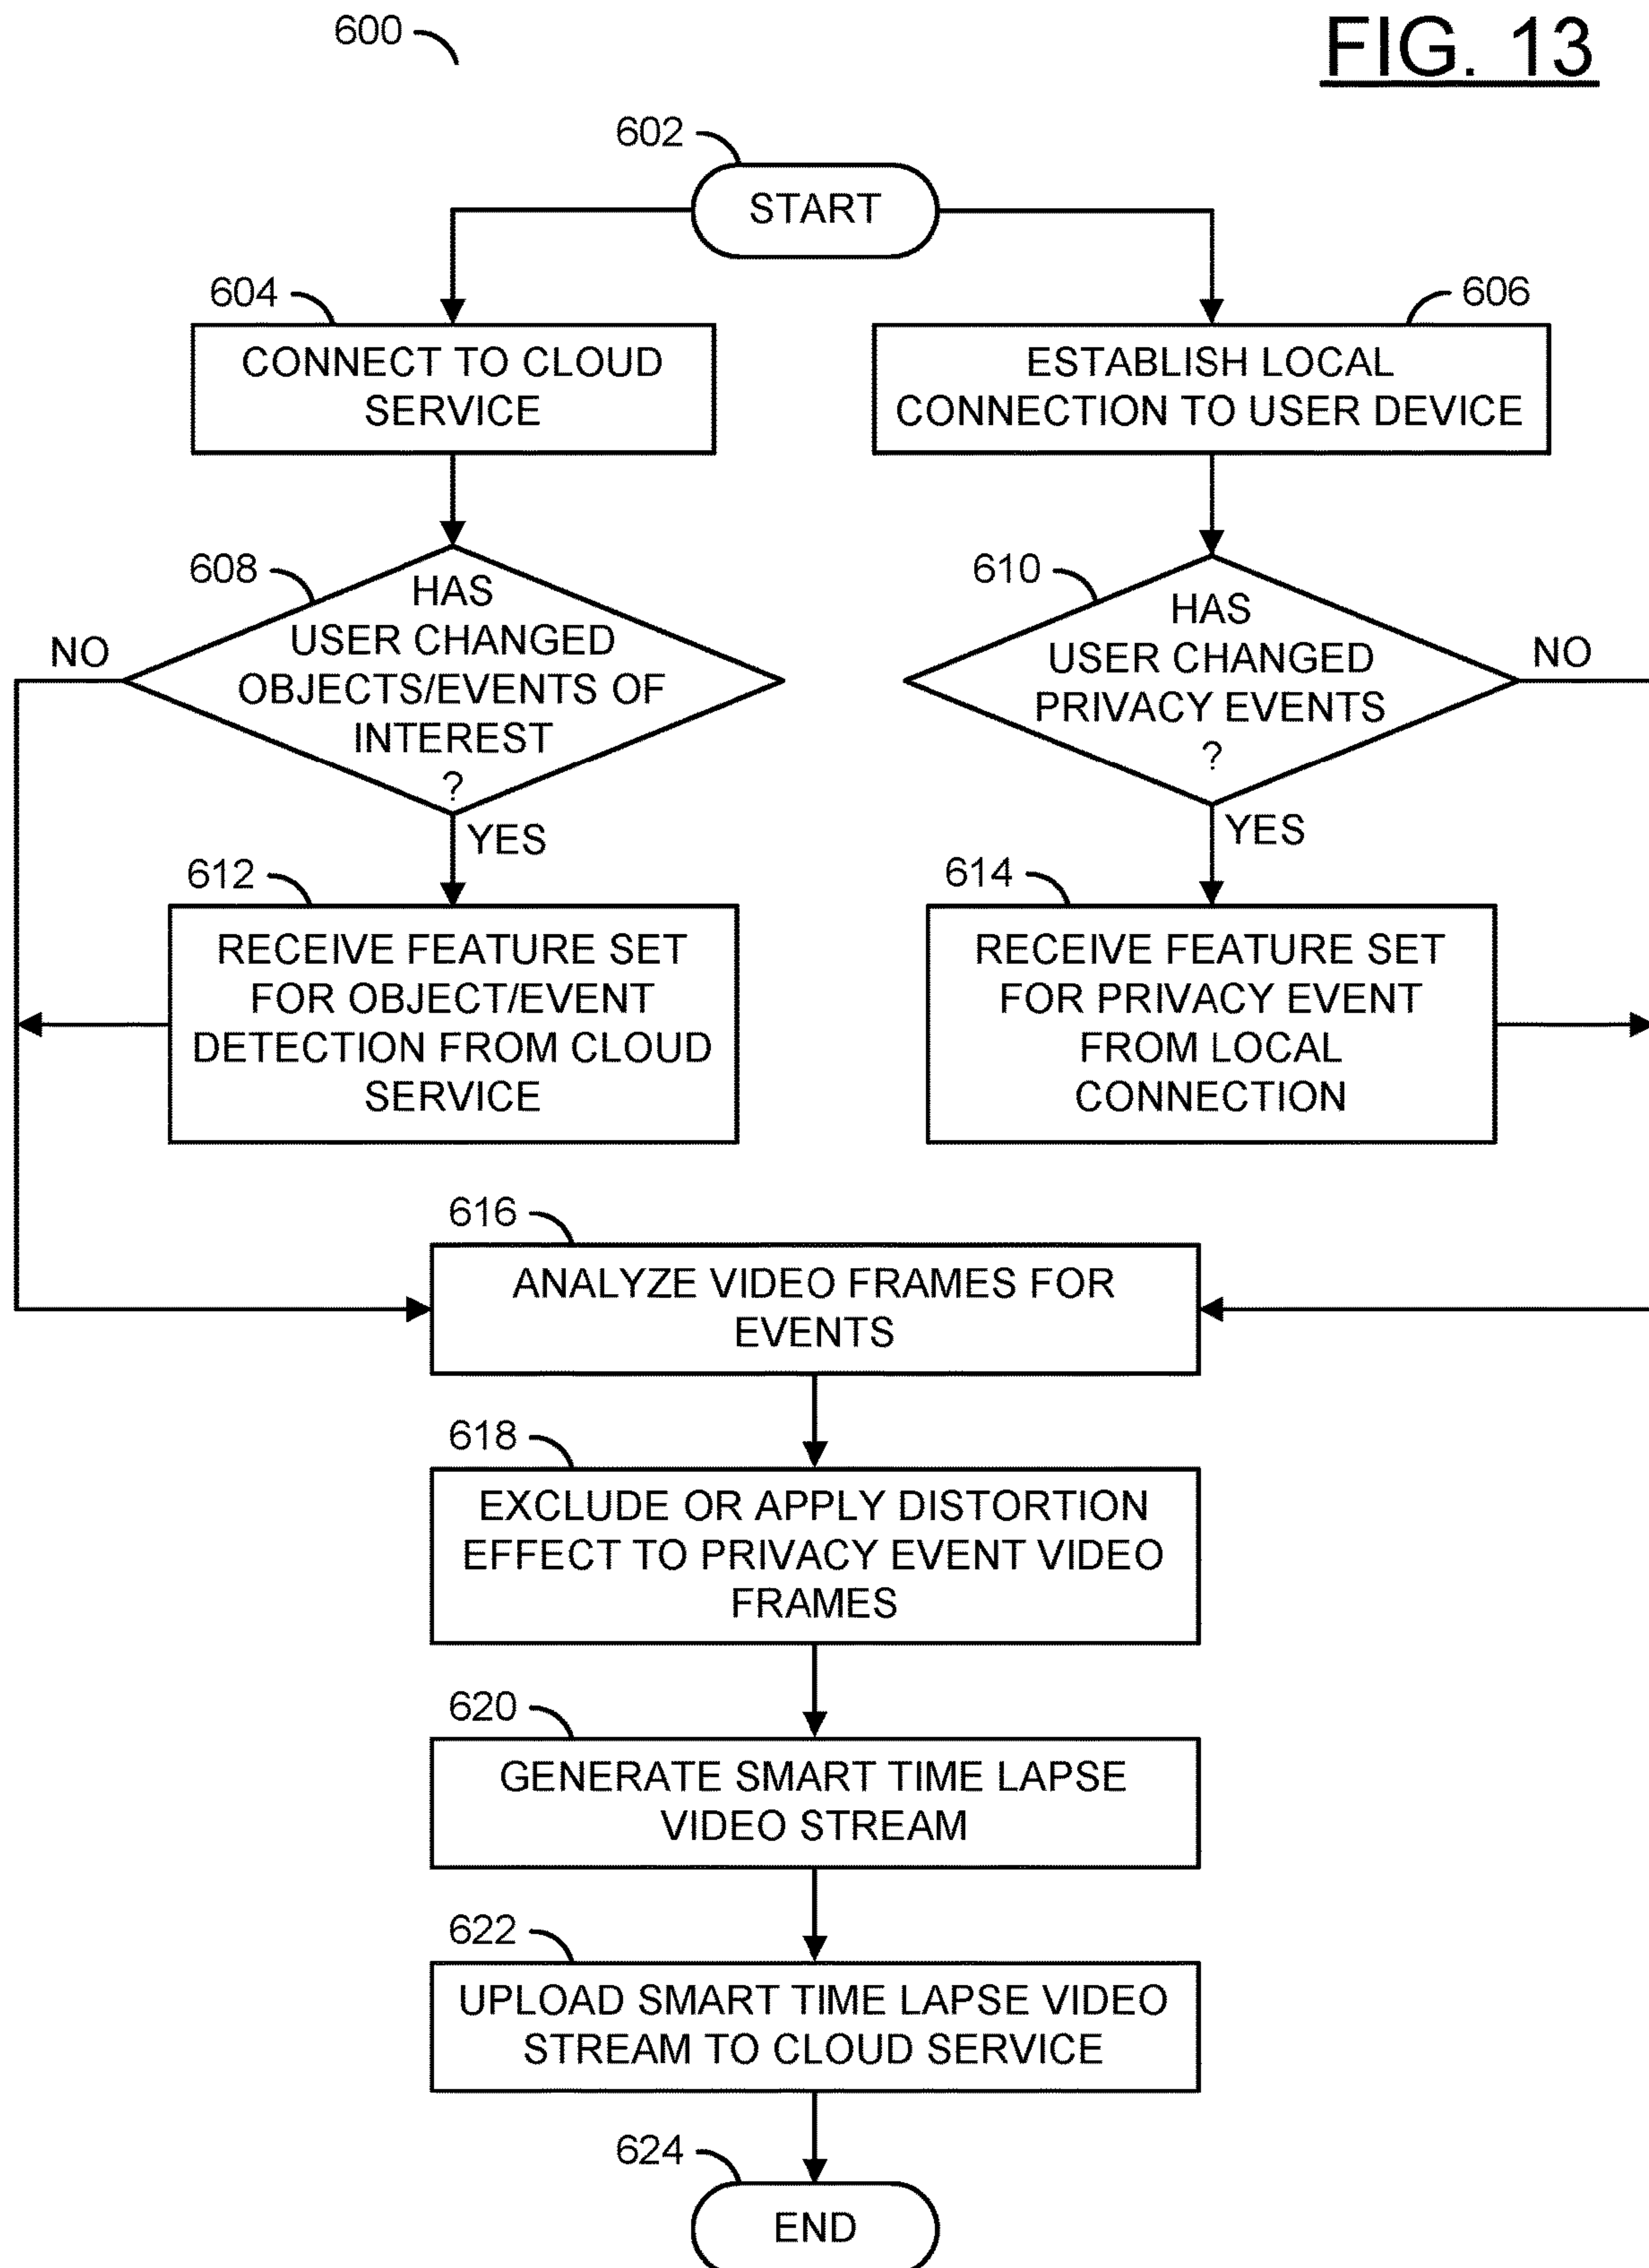 600
FIG. 13
602
START
604
CONNECT TO CLOUD
SERVICE
606
ESTABLISH LOCAL
CONNECTION TO USER DEVICE
608
HAS
USER CHANGED
OBJECTS/EVENTS OF
INTEREST
?
NO
YES
610
HAS
USER CHANGED
PRIVACY EVENTS
?
NO
YES
612
RECEIVE FEATURE SET
FOR OBJECT/EVENT
DETECTION FROM CLOUD
SERVICE
614
RECEIVE FEATURE SET
FOR PRIVACY EVENT
FROM LOCAL
CONNECTION
616
ANALYZE VIDEO FRAMES FOR
EVENTS
618
EXCLUDE OR APPLY DISTORTION
EFFECT TO PRIVACY EVENT VIDEO
FRAMES
620
GENERATE SMART TIME LAPSE
VIDEO STREAM
622
UPLOAD SMART TIME LAPSE VIDEO
STREAM TO CLOUD SERVICE
624
END